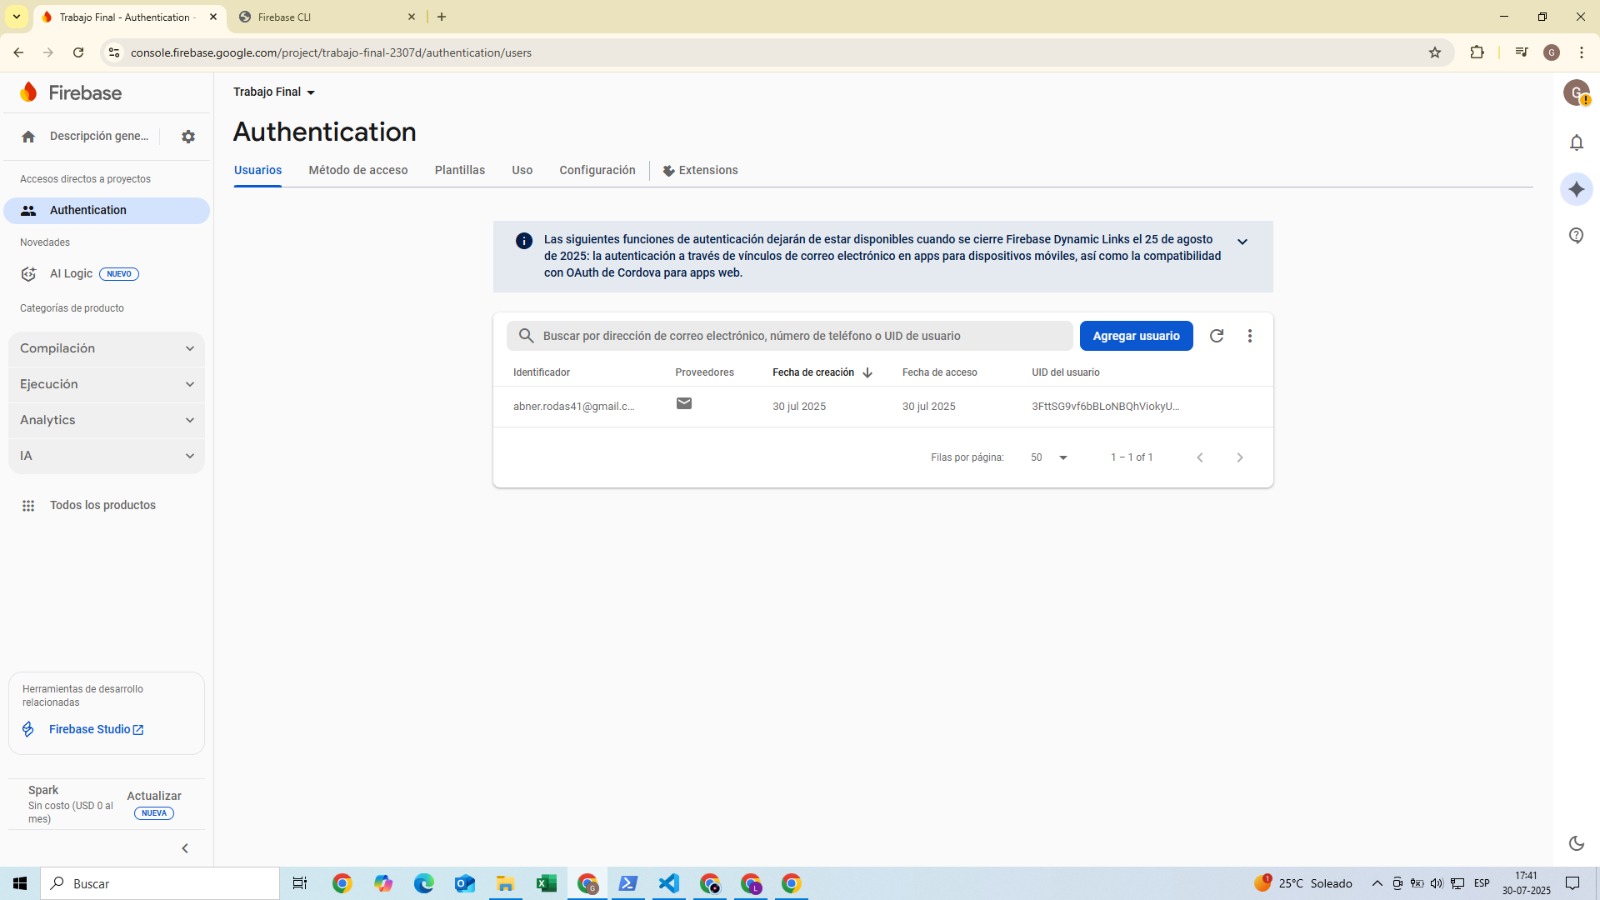 Trabajo Final - Authentication -
Firebase CLI
console.firebase.google.com/project/trabajo-final-2307d/authentication/users
G
Firebase
Descripción gene...
Accesos directos a proyectos
Authentication
Novedades
AI Logic NUEVO
Categorías de producto
Compilación
Ejecución
Analytics
IA
Todos los productos
Herramientas de desarrollo
relacionadas
Firebase Studio
Spark
Sin costo (USD 0 al
mes)
Actualizar
NUEVA
Trabajo Final
G
Authentication
Usuarios Método de acceso Plantillas Uso Configuración Extensions
Las siguientes funciones de autenticación dejarán de estar disponibles cuando se cierre Firebase Dynamic Links el 25 de agosto
de 2025: la autenticación a través de vínculos de correo electrónico en apps para dispositivos móviles, así como la compatibilidad
con OAuth de Cordova para apps web.
Buscar por dirección de correo electrónico, número de teléfono o UID de usuario
Agregar usuario
Identificador Proveedores Fecha de creación Fecha de acceso UID del usuario
abner.rodas41@gmail.c... 30 jul 2025 30 jul 2025 3FttSG9vf6bBLoNBQhViokyU...
Filas por página: 50 1 – 1 of 1
Buscar
25°C Soleado
ESP
17:41
30-07-2025